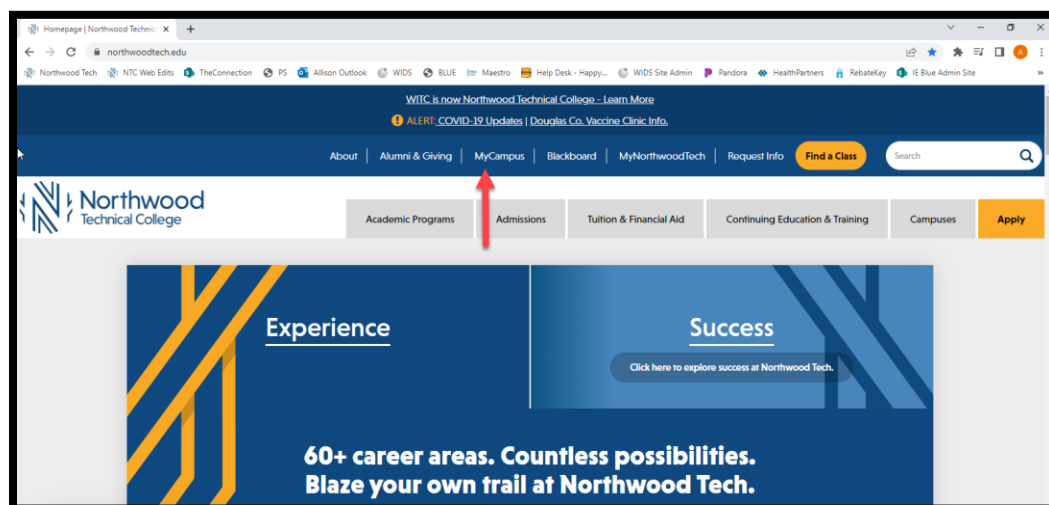 Homepage | Northwood Technic
northwoodtech.edu
Northwood Tech NTC Web Edits TheConnection PS Allison Outlook WIDS BLUE Maestro Help Desk - Happy... WIDS Site Admin Pandora HealthPartners RebateKey IE Blue Admin Site »
WITC is now Northwood Technical College - Learn More
ALERT: COVID-19 Updates | Douglas Co. Vaccine Clinic Info.
About | Alumni & Giving | MyCampus | Blackboard | MyNorthwoodTech | Request Info Find a Class Search
Northwood
Technical College
Academic Programs Admissions Tuition & Financial Aid Continuing Education & Training Campuses Apply
Experience Success
Click here to explore success at Northwood Tech.
60+ career areas. Countless possibilities.
Blaze your own trail at Northwood Tech.